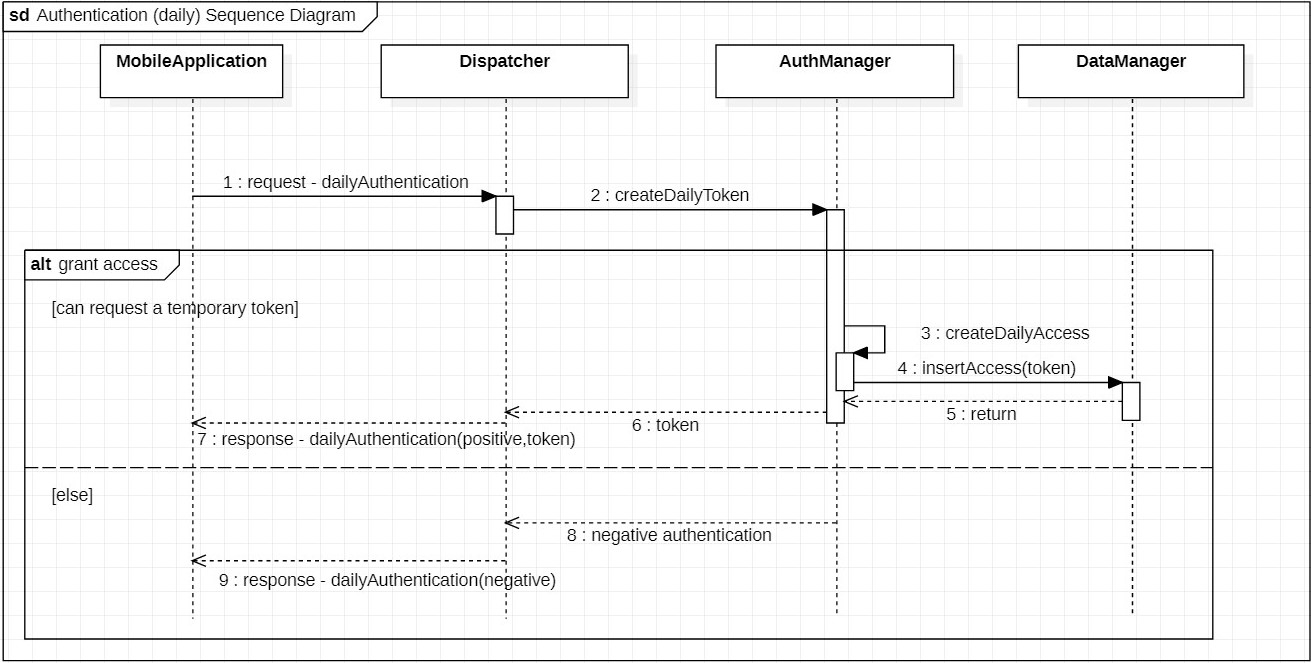 sd Authentication (daily) Sequence Diagram
MobileApplication
Dispatcher
AuthManager
DataManager
1 : request - dailyAuthentication
2 : createDailyToken
alt grant access
[can request a temporary token]
3 : createDailyAccess
4 : insertAccess(token)
5 : return
6 : token
7 : response - dailyAuthentication(positive,token)
[else]
8 : negative authentication
9 : response - dailyAuthentication(negative)